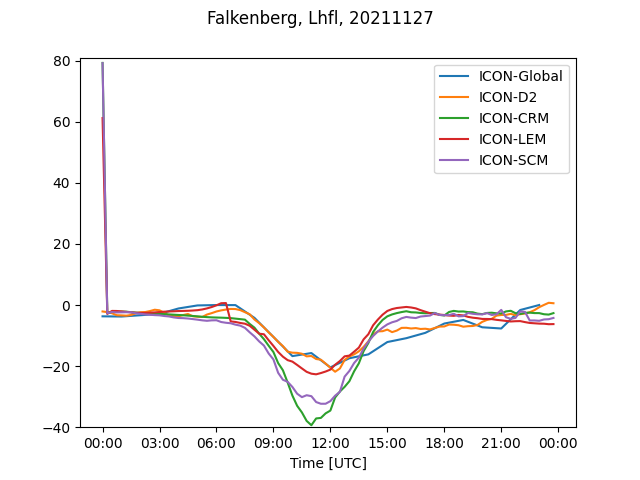 Falkenberg, Lhfl, 20211127
ICON-Global
ICON-D2
ICON-CRM
ICON-LEM
ICON-SCM
80
60
40
20
0
−20
−40
00:00 03:00 06:00 09:00 12:00 15:00 18:00 21:00 00:00
Time [UTC]